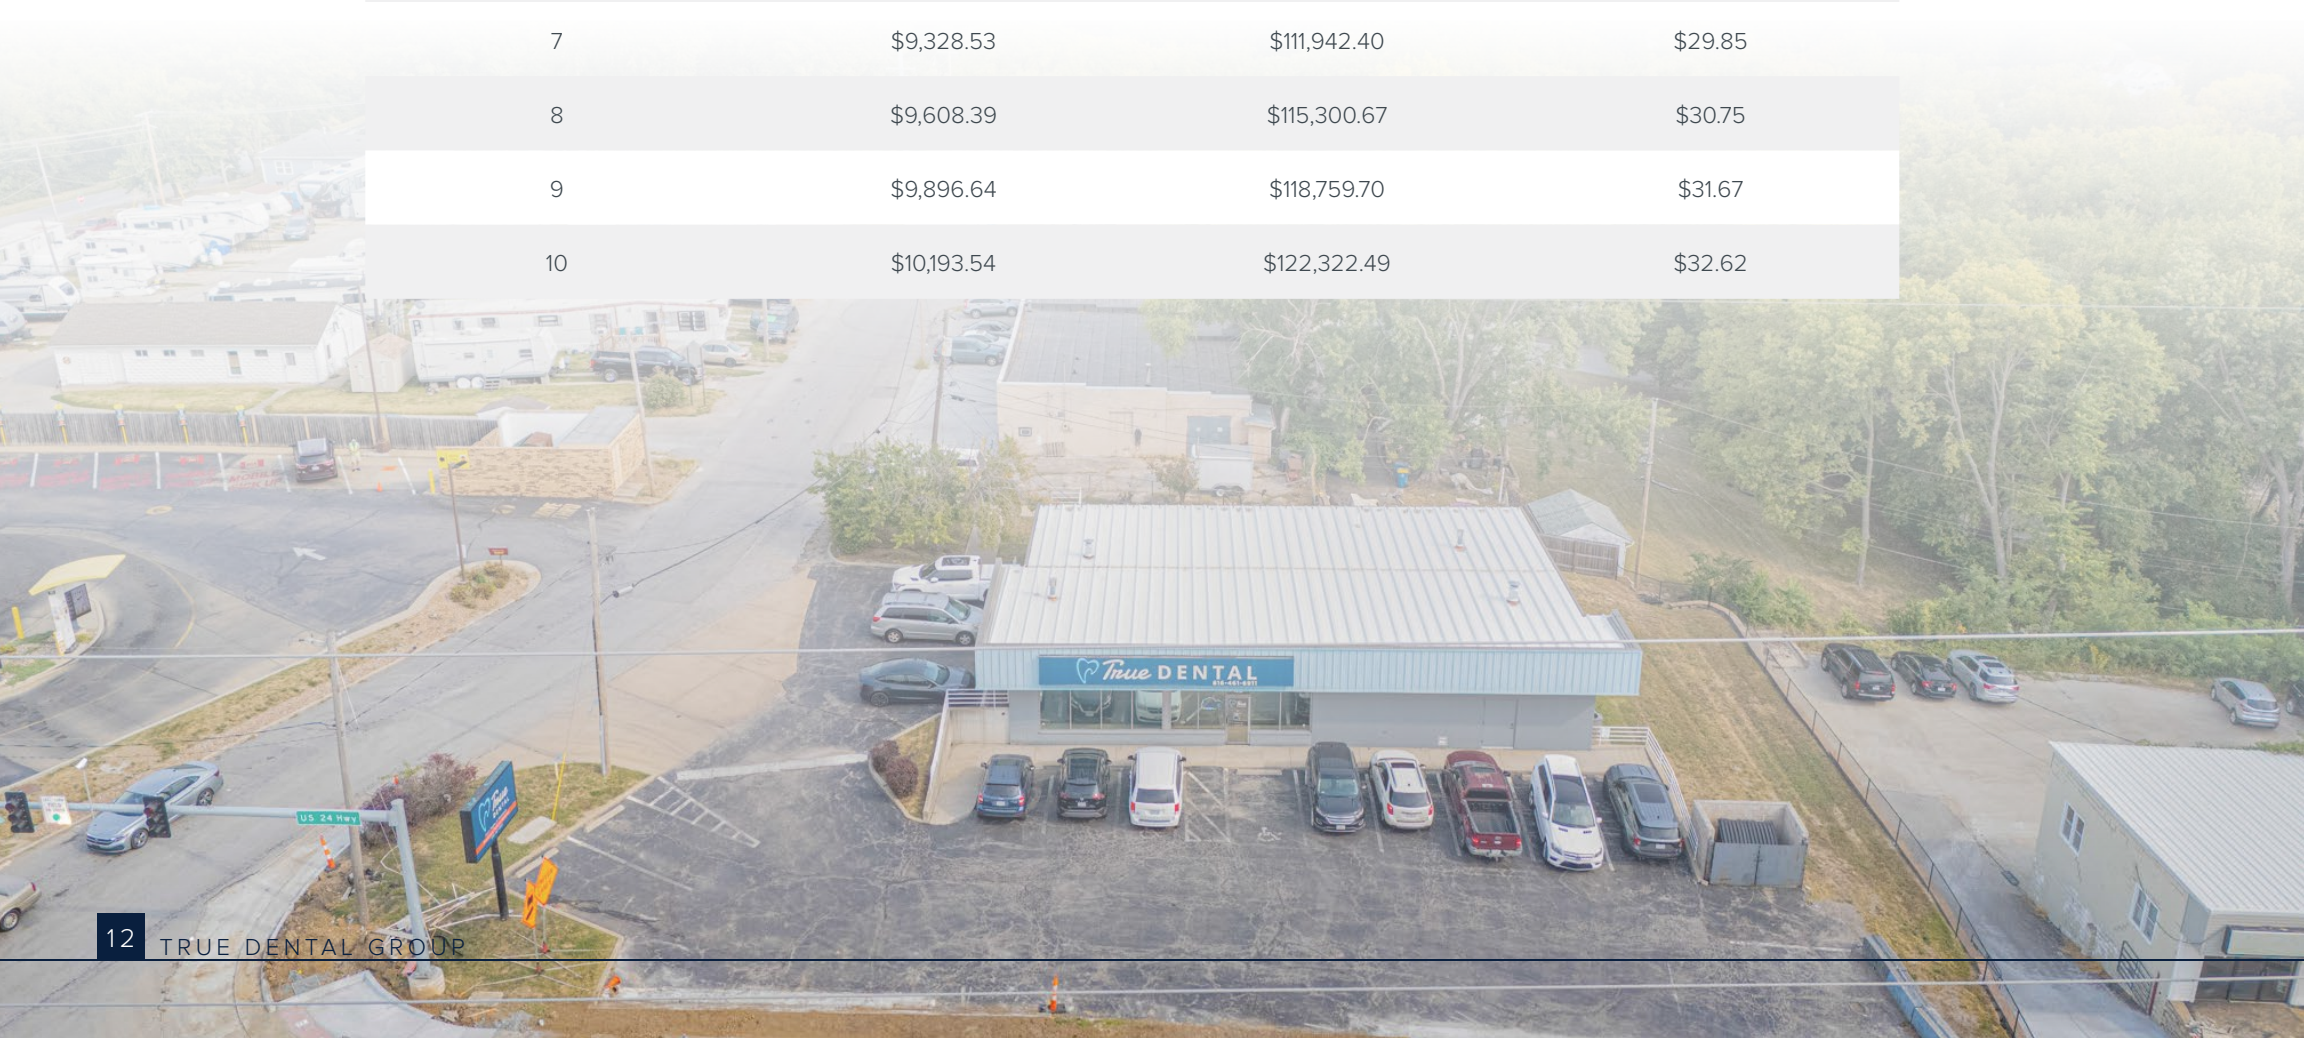 7 $9,328.53 $111,942.40 $29.85
8 $9,608.39 $115,300.67 $30.75
9 $9,896.64 $118,759.70 $31.67
10 $10,193.54 $122,322.49 $32.62
True DENTAL
US 24 Hwy
True
DENTAL
12 TRUE DENTAL GROUP